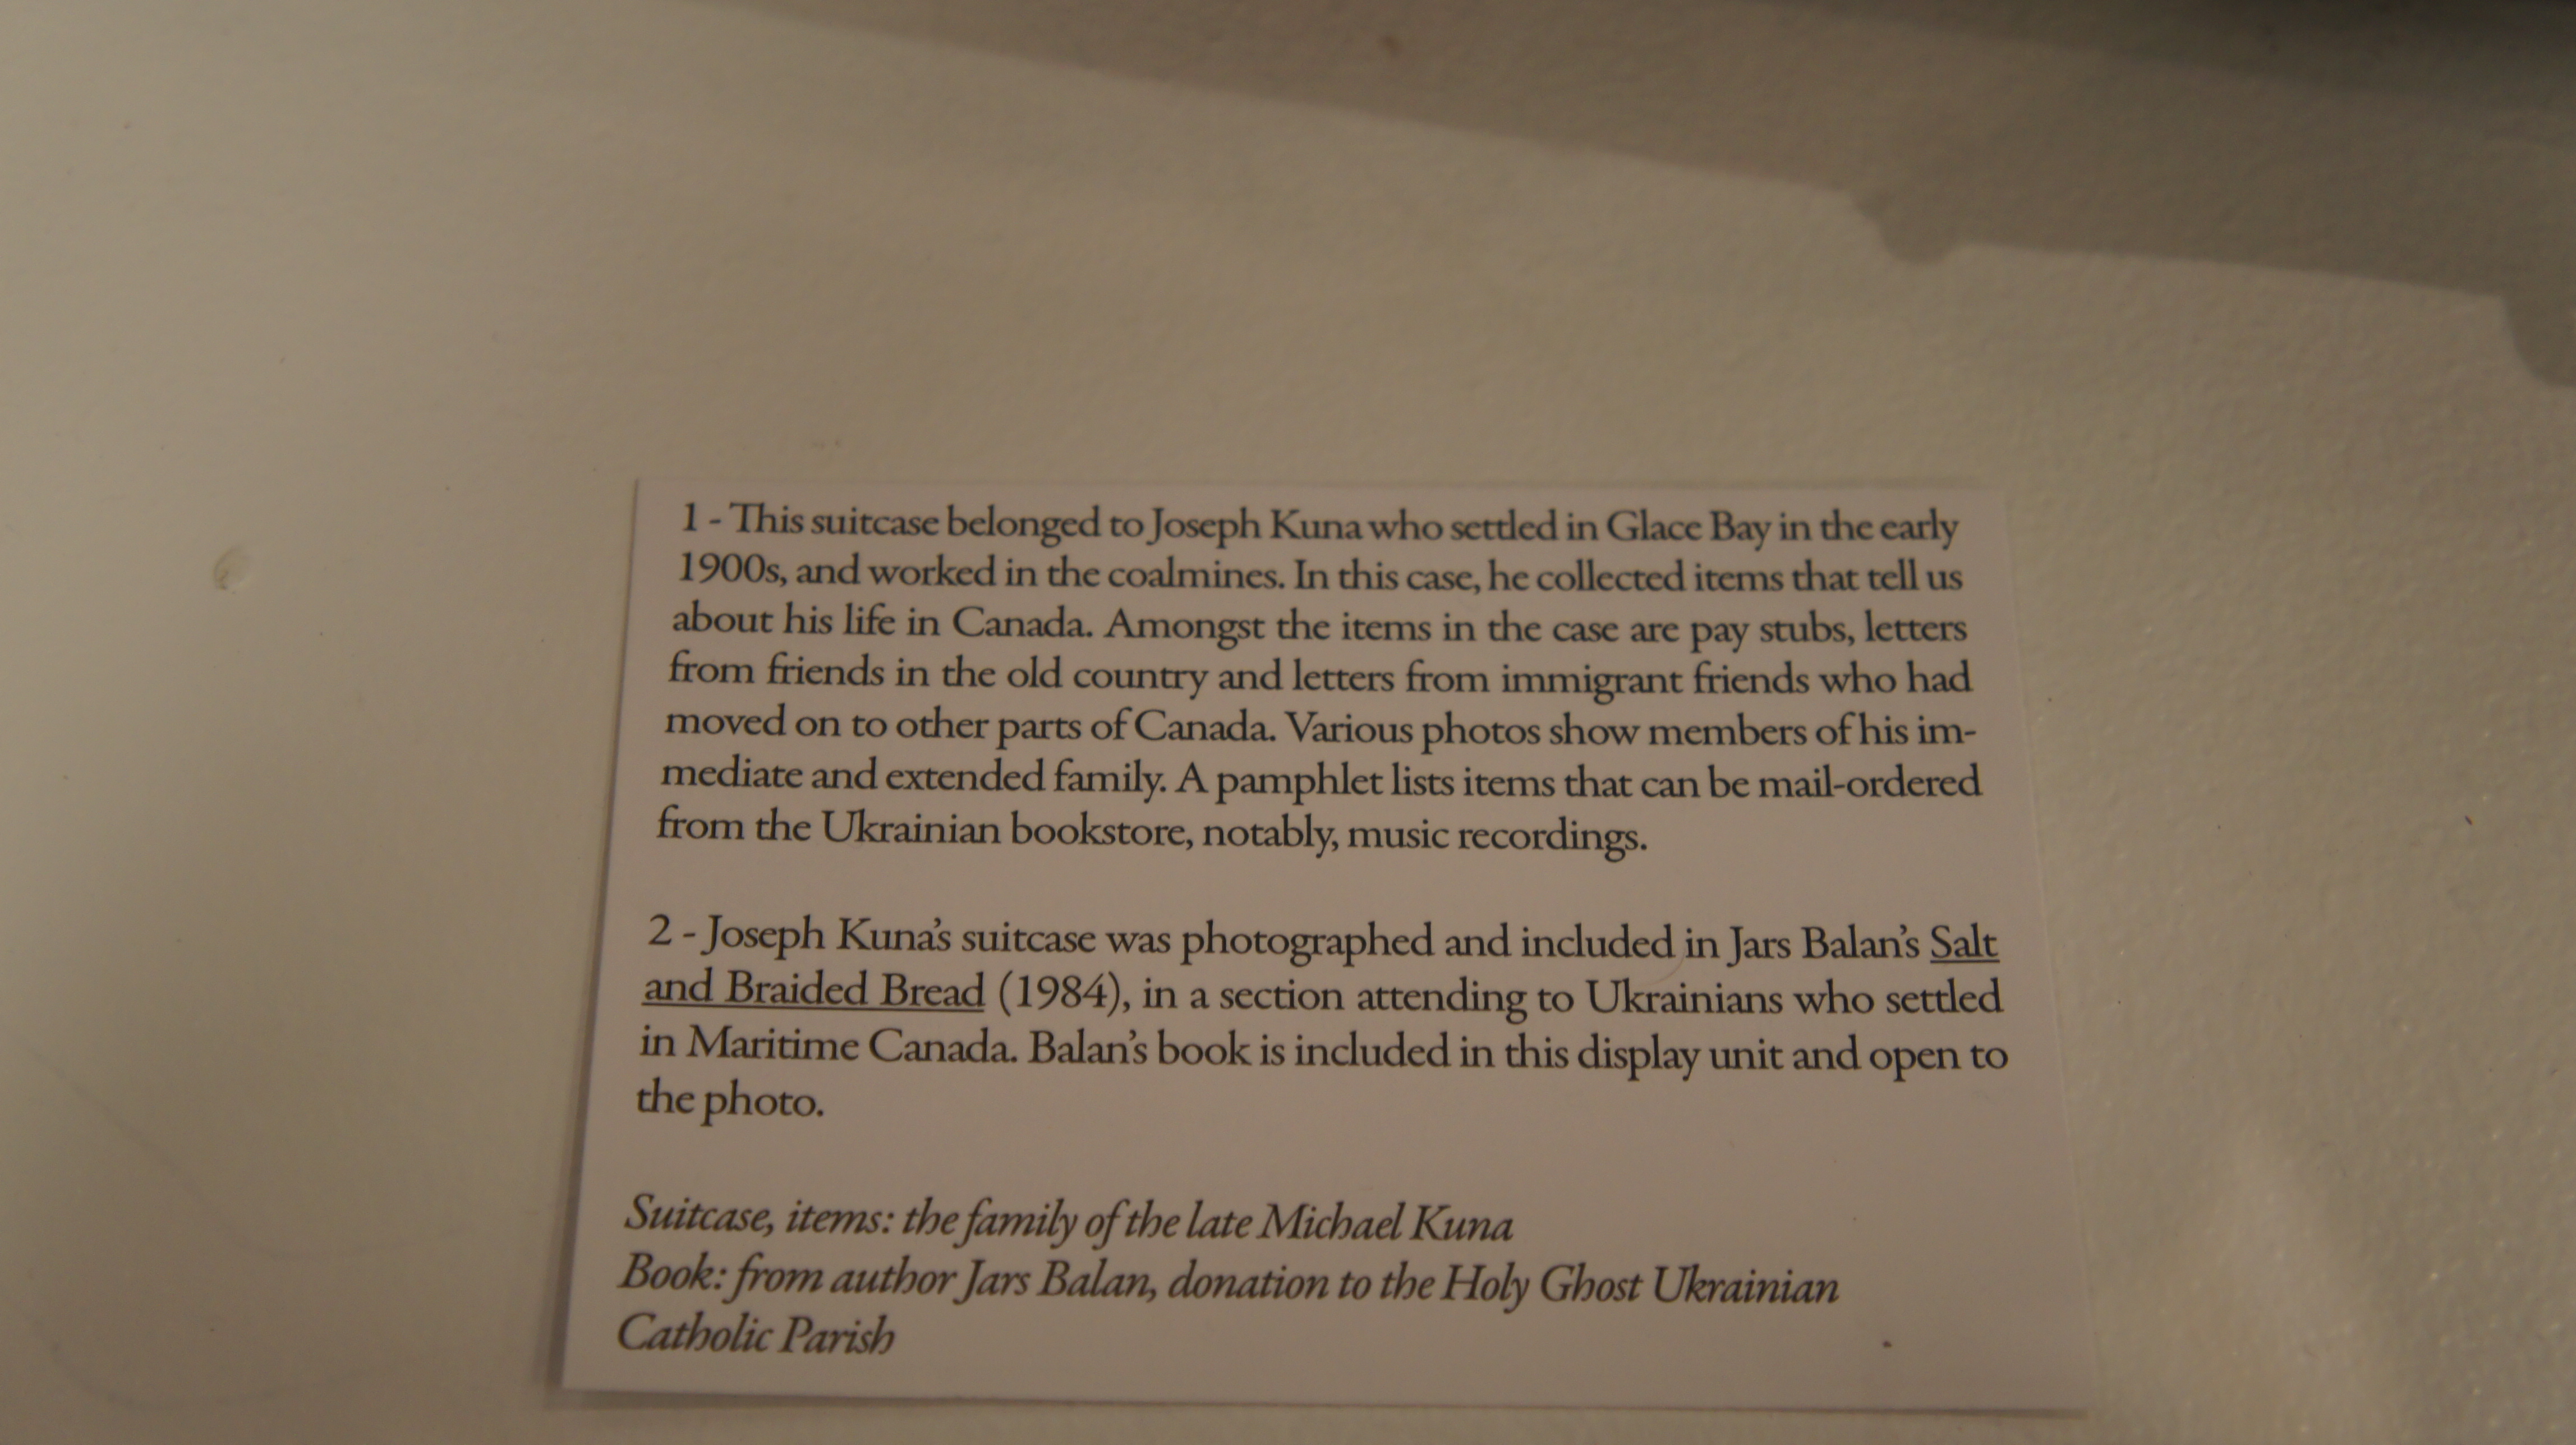 1 - This suitcase belonged to Joseph Kuna who settled in Glace Bay in the early
1900s, and worked in the coalmines. In this case, he collected items that tell us
about his life in Canada. Amongst the items in the case are pay stubs, letters
from friends in the old country and letters from immigrant friends who had
moved on to other parts of Canada. Various photos show members of his im-
mediate and extended family. A pamphlet lists items that can be mail-ordered
from the Ukrainian bookstore, notably, music recordings.
2 - Joseph Kuna's suitcase was photographed and included in Jars Balan's Salt
and Braided Bread (1984), in a section attending to Ukrainians who settled
in Maritime Canada. Balan's book is included in this display unit and open to
the photo.
Suitcase, items: the family of the late Michael Kuna
Book: from author Jars Balan, donation to the Holy Ghost Ukrainian
Catholic Parish